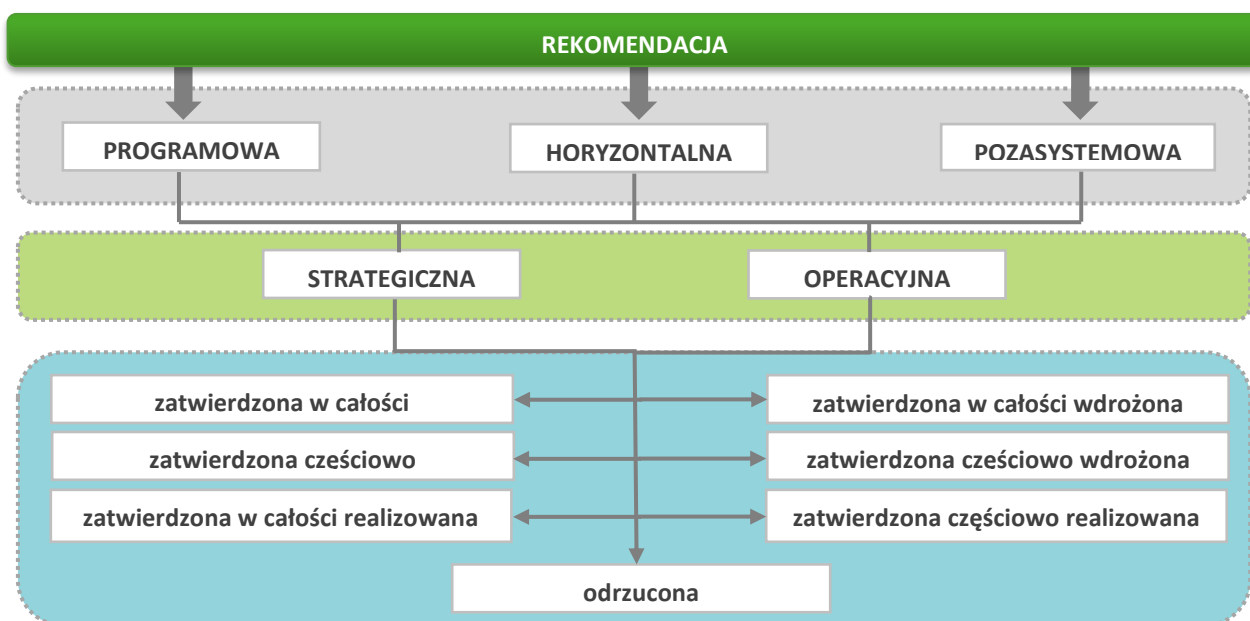 REKOMENDACJA
PROGRAMOWA
HORYZONTALNA
POZASYSTEMOWA
STRATEGICZNA
OPERACYJNA
zatwierdzona w całości
zatwierdzona w całości wdrożona
zatwierdzona cześciowo
zatwierdzona cześciowo wdrożona
zatwierdzona w całości realizowana
zatwierdzona częściowo realizowana
odrzucona